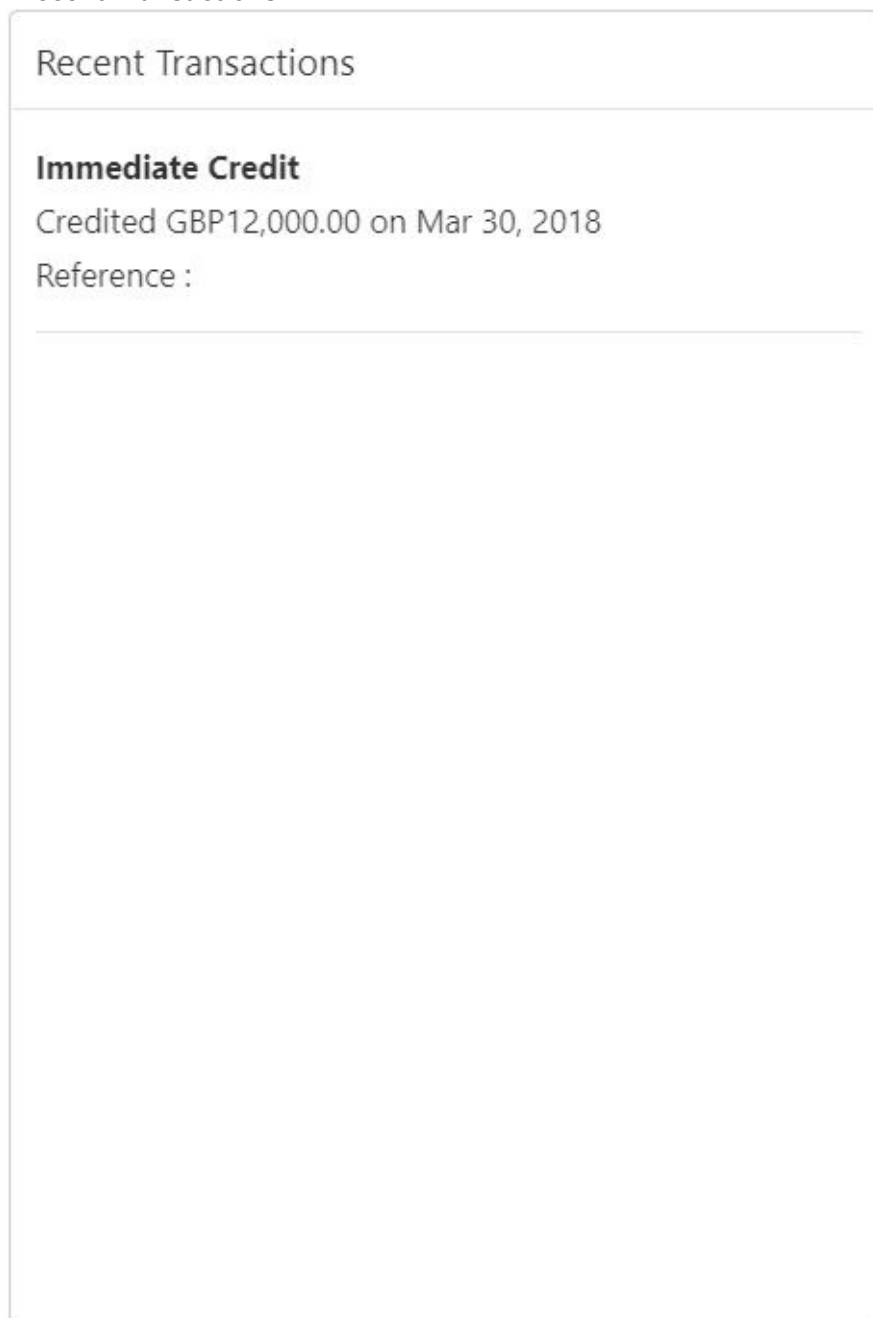 Recent Transactions
Immediate Credit
Credited GBP12,000.00 on Mar 30, 2018
Reference :